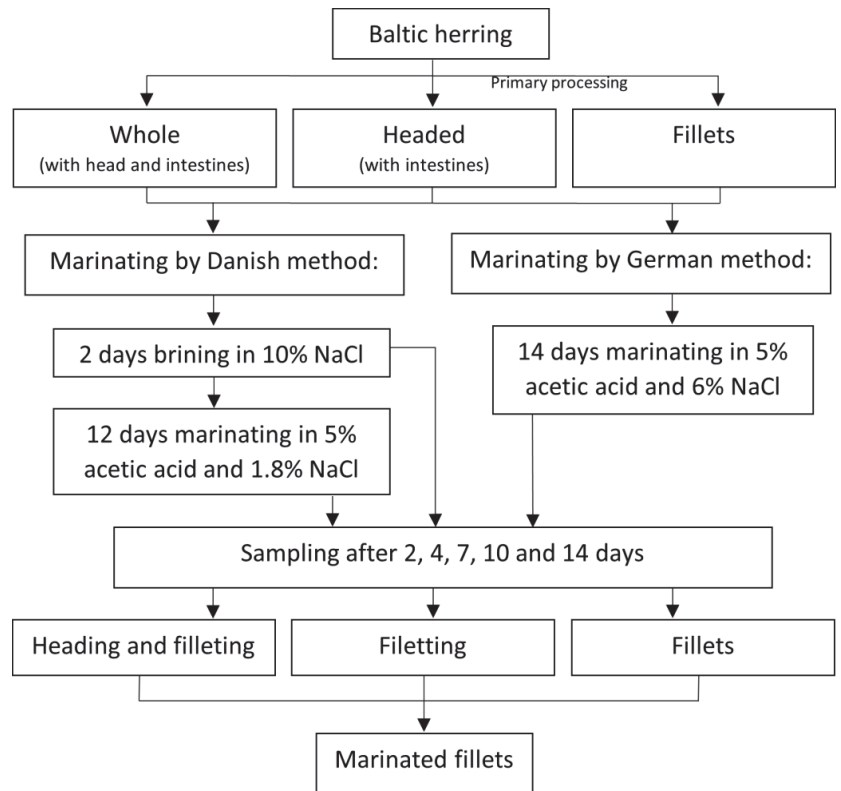 Baltic herring
Primary processing
Whole
(with head and intestines)
Headed
(with intestines)
Fillets
Marinating by Danish method:
Marinating by German method:
2 days brining in 10% NaCl
14 days marinating in 5%
acetic acid and 6% NaCl
12 days marinating in 5%
acetic acid and 1.8% NaCl
Sampling after 2, 4, 7, 10 and 14 days
Heading and filleting
Filetting
Fillets
Marinated fillets